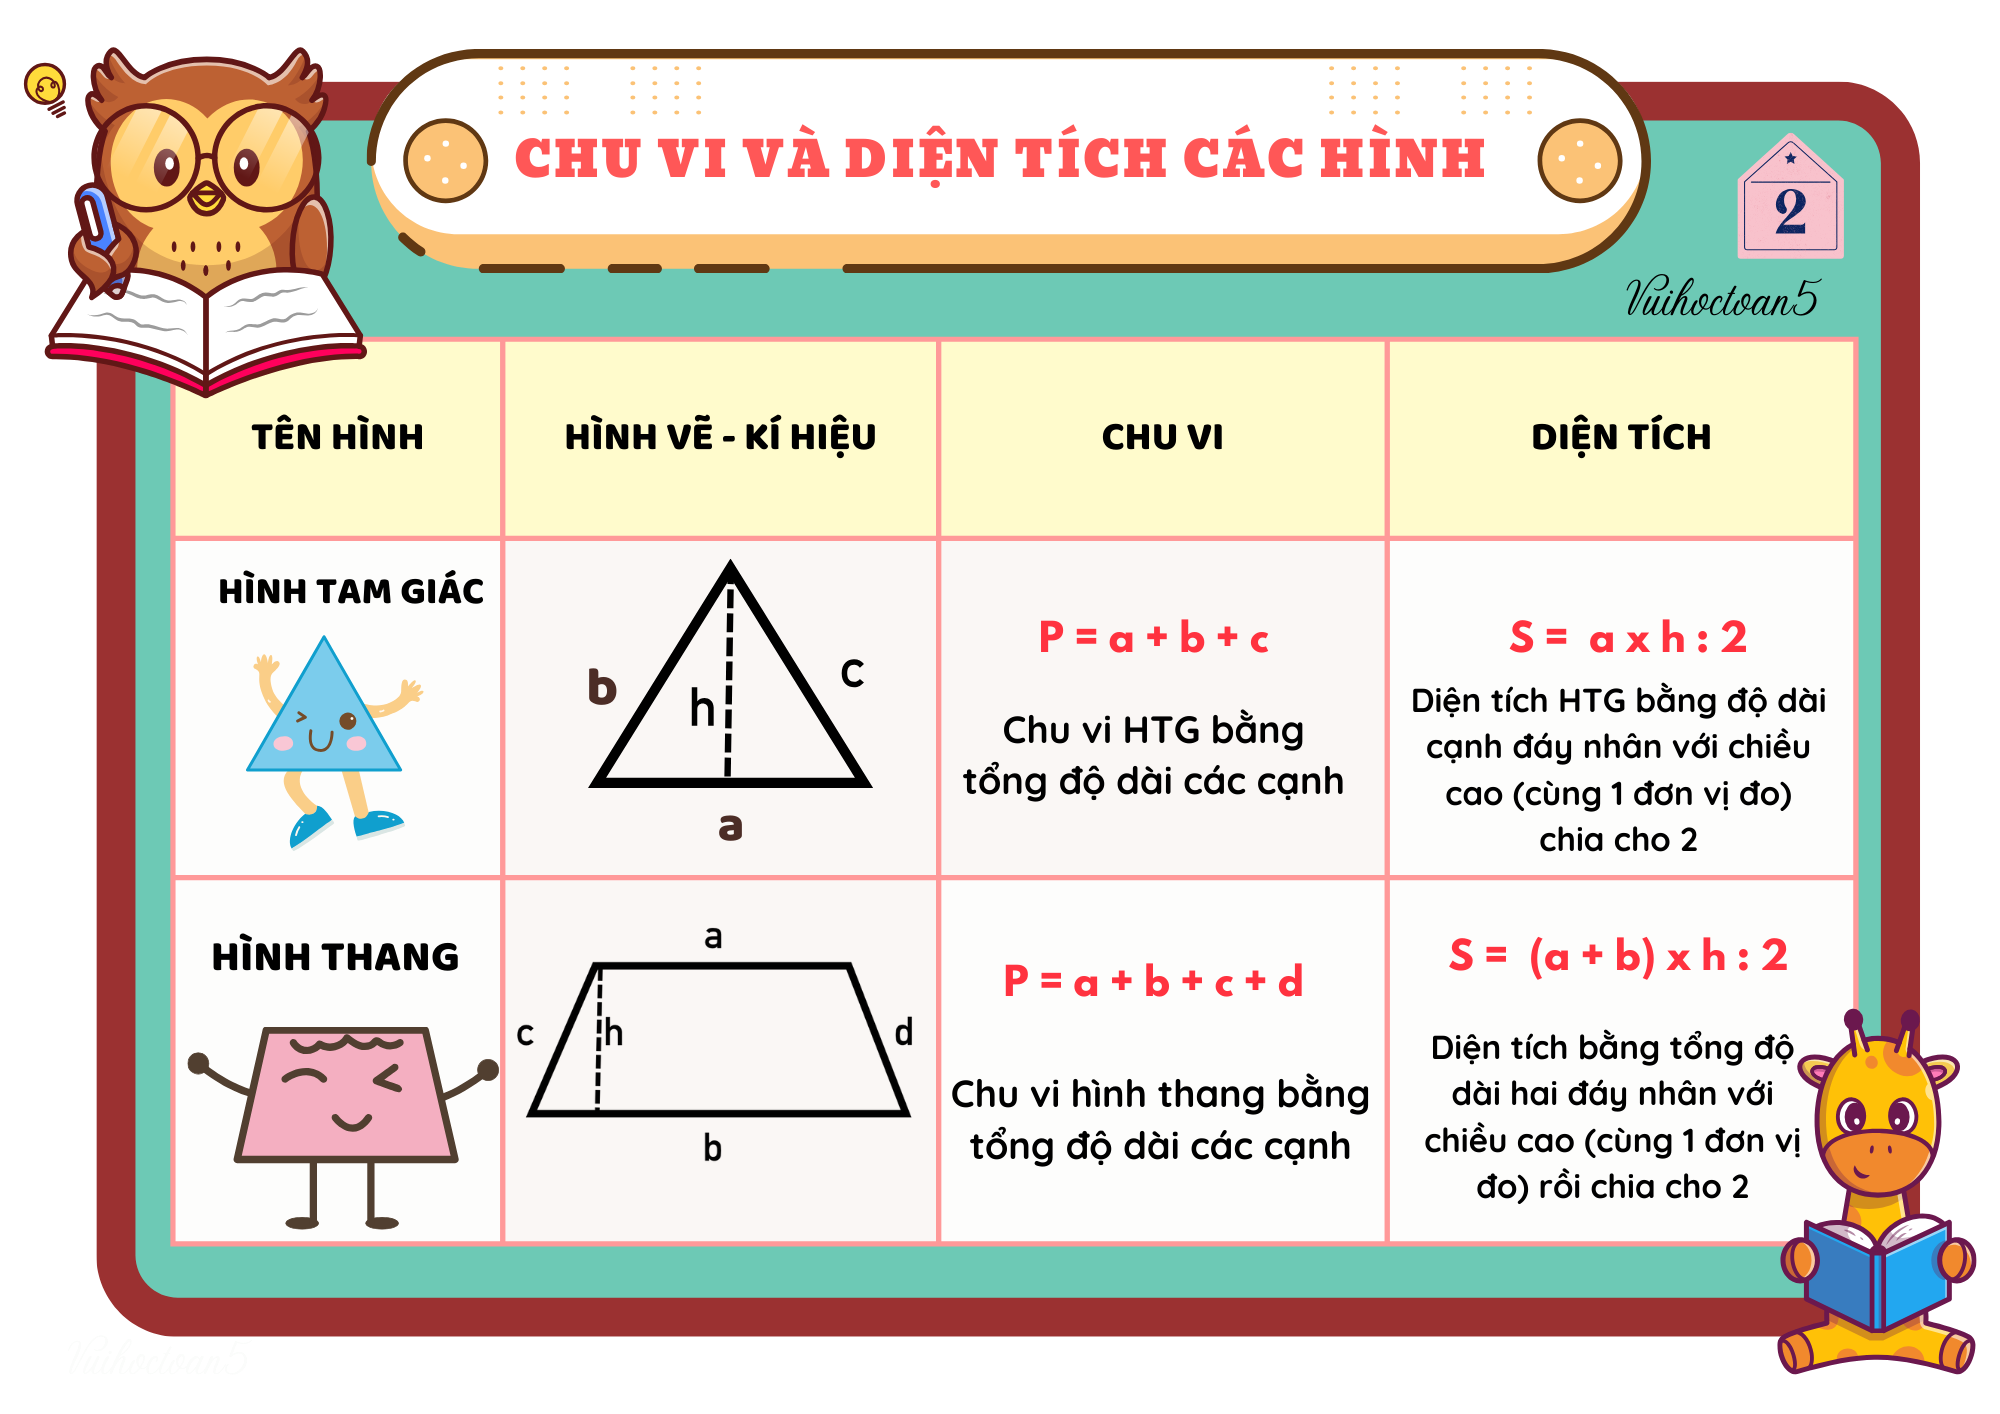 CHU VI VÀ DIỆN TÍCH CÁC HÌNH
2
Vuihoctoan5
TÊN HÌNH
HÌNH VẼ - KÍ HIỆU
CHU VI
DIỆN TÍCH
HÌNH TAM GIÁC
b
h
c
a
P = a + b + c
Chu vi HTG bằng
tổng độ dài các cạnh
S = a x h : 2
Diện tích HTG bằng độ dài
cạnh đáy nhân với chiều
cao (cùng 1 đơn vị đo)
chia cho 2
HÌNH THANG
a
c
h
d
b
P = a + b + c + d
Chu vi hình thang bằng
tổng độ dài các cạnh
S = (a + b) x h : 2
Diện tích bằng tổng độ
dài hai đáy nhân với
chiều cao (cùng 1 đơn vị
đo) rồi chia cho 2
Vuihoctoan5